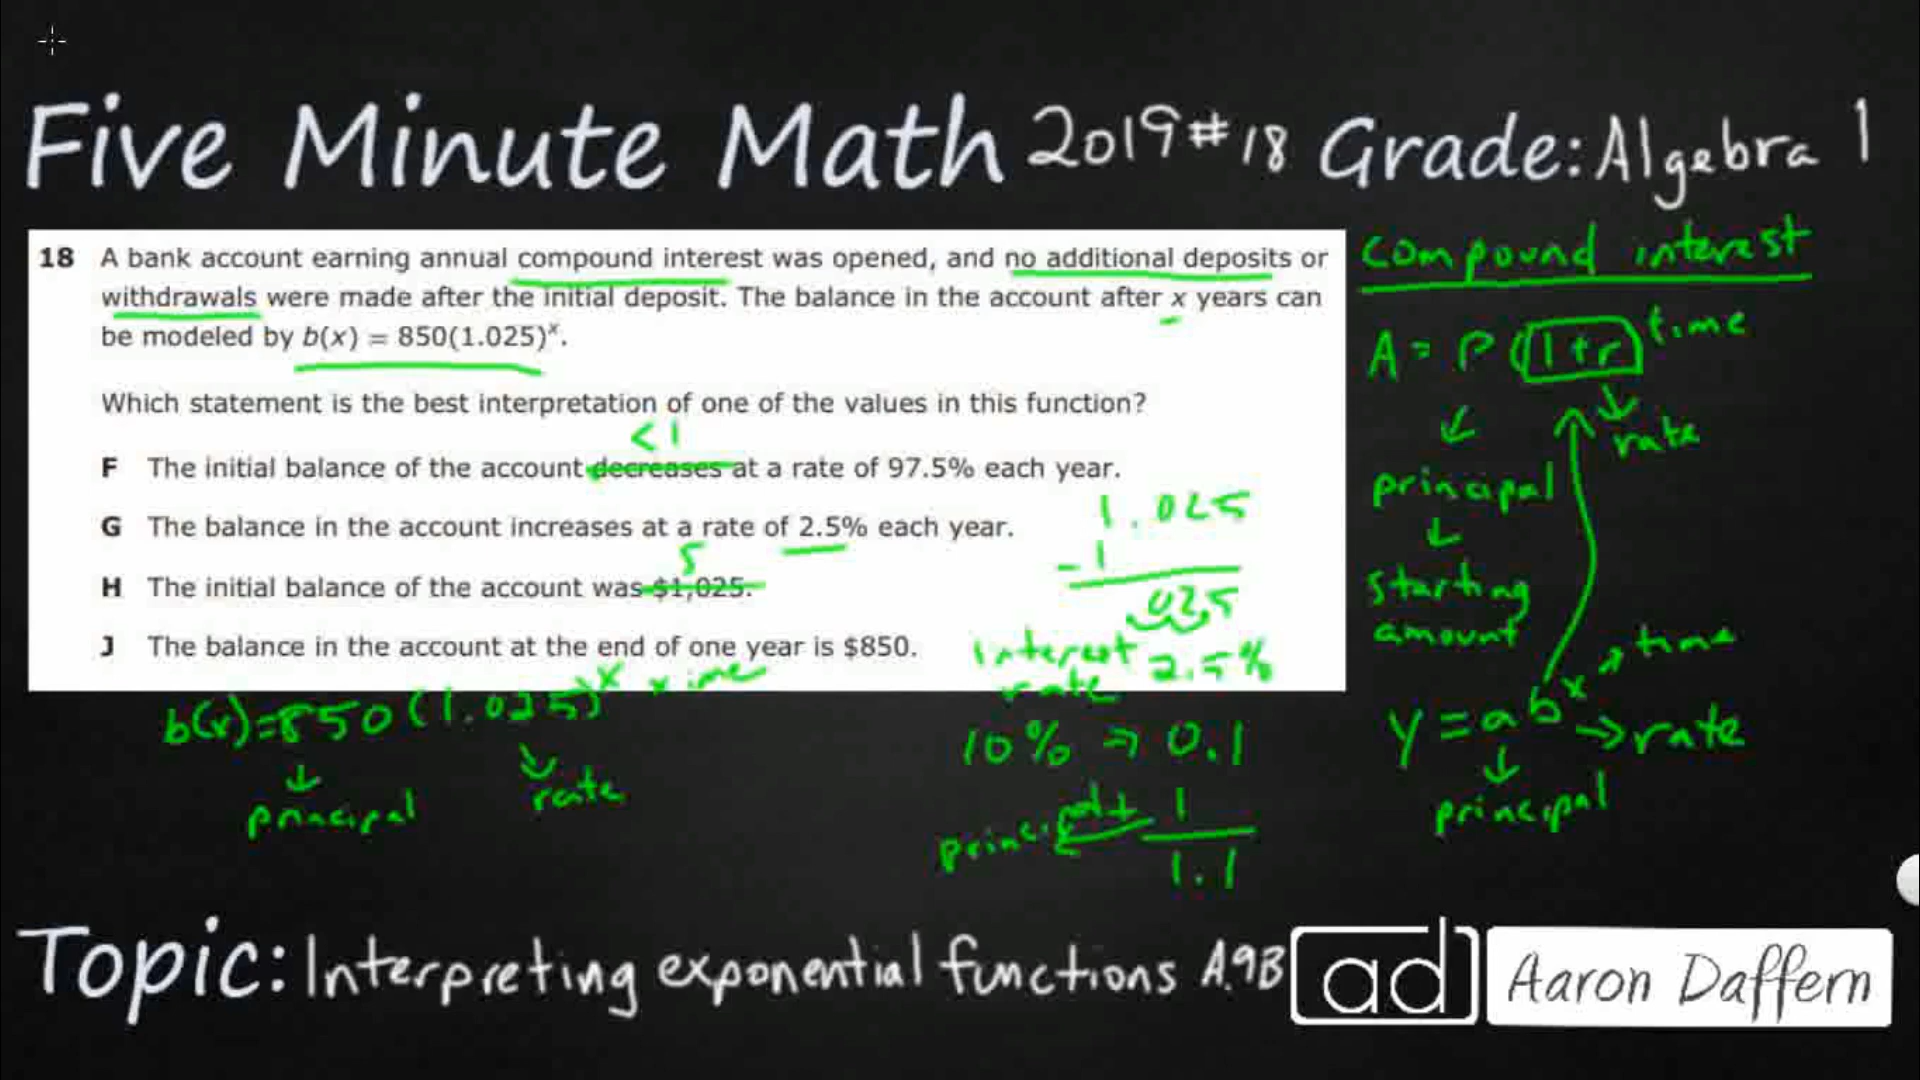 Five Minute Math 2019 #18 Grade: Algebra 1
18 A bank account earning annual compound interest was opened, and no additional deposits or
withdrawals were made after the initial deposit. The balance in the account after x years can
be modeled by b(x) = 850(1.025)ˣ.
Which statement is the best interpretation of one of the values in this function?
< 1
F The initial balance of the account decreases at a rate of 97.5% each year.
G The balance in the account increases at a rate of 2.5% each year.
5
H The initial balance of the account was $1,025.
J The balance in the account at the end of one year is $850.
1.025
-1
.025
interest
rate
2.5%
b(x)=850(1.025)ˣ
principal
rate
10% → 0.1
1
1.1
compound interest
A = P(1+r) time
rate
principal
starting
amount
time
y = abˣ → rate
principal
Topic: Interpreting exponential functions A.9B
ad Aaron Daffern